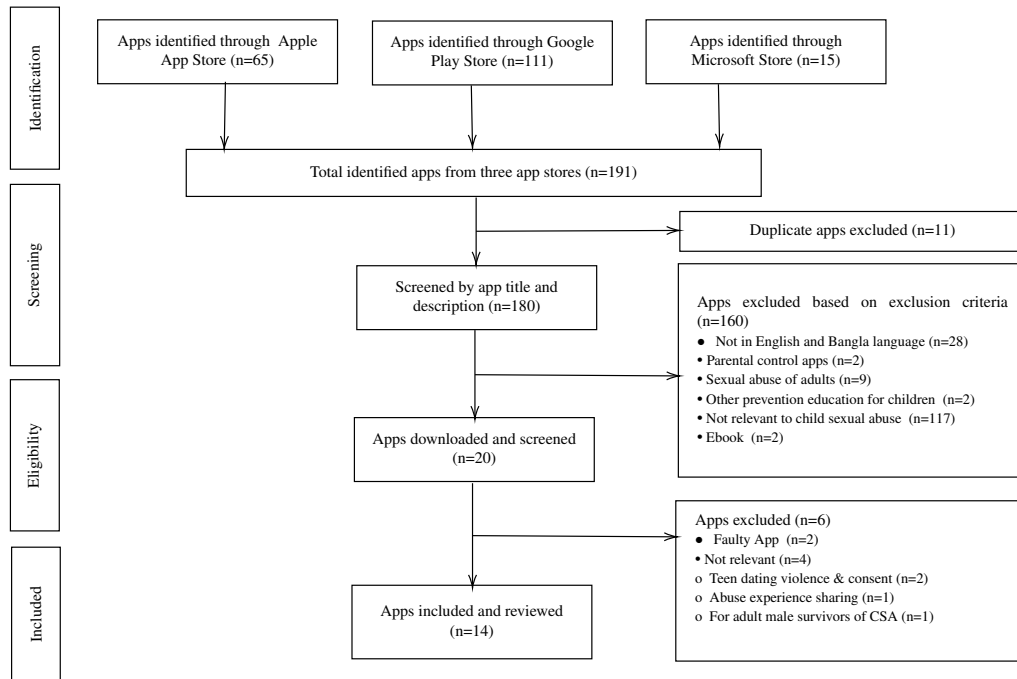 Identification
Apps identified through Apple
App Store (n=65)
Apps identified through Google
Play Store (n=111)
Apps identified through
Microsoft Store (n=15)
Total identified apps from three app stores (n=191)
Screening
Duplicate apps excluded (n=11)
Screened by app title and
description (n=180)
Apps excluded based on exclusion criteria
(n=160)
● Not in English and Bangla language (n=28)
• Parental control apps (n=2)
• Sexual abuse of adults (n=9)
• Other prevention education for children (n=2)
• Not relevant to child sexual abuse (n=117)
• Ebook (n=2)
Eligibility
Apps downloaded and screened
(n=20)
Apps excluded (n=6)
● Faulty App (n=2)
• Not relevant (n=4)
o Teen dating violence & consent (n=2)
o Abuse experience sharing (n=1)
o For adult male survivors of CSA (n=1)
Included
Apps included and reviewed
(n=14)